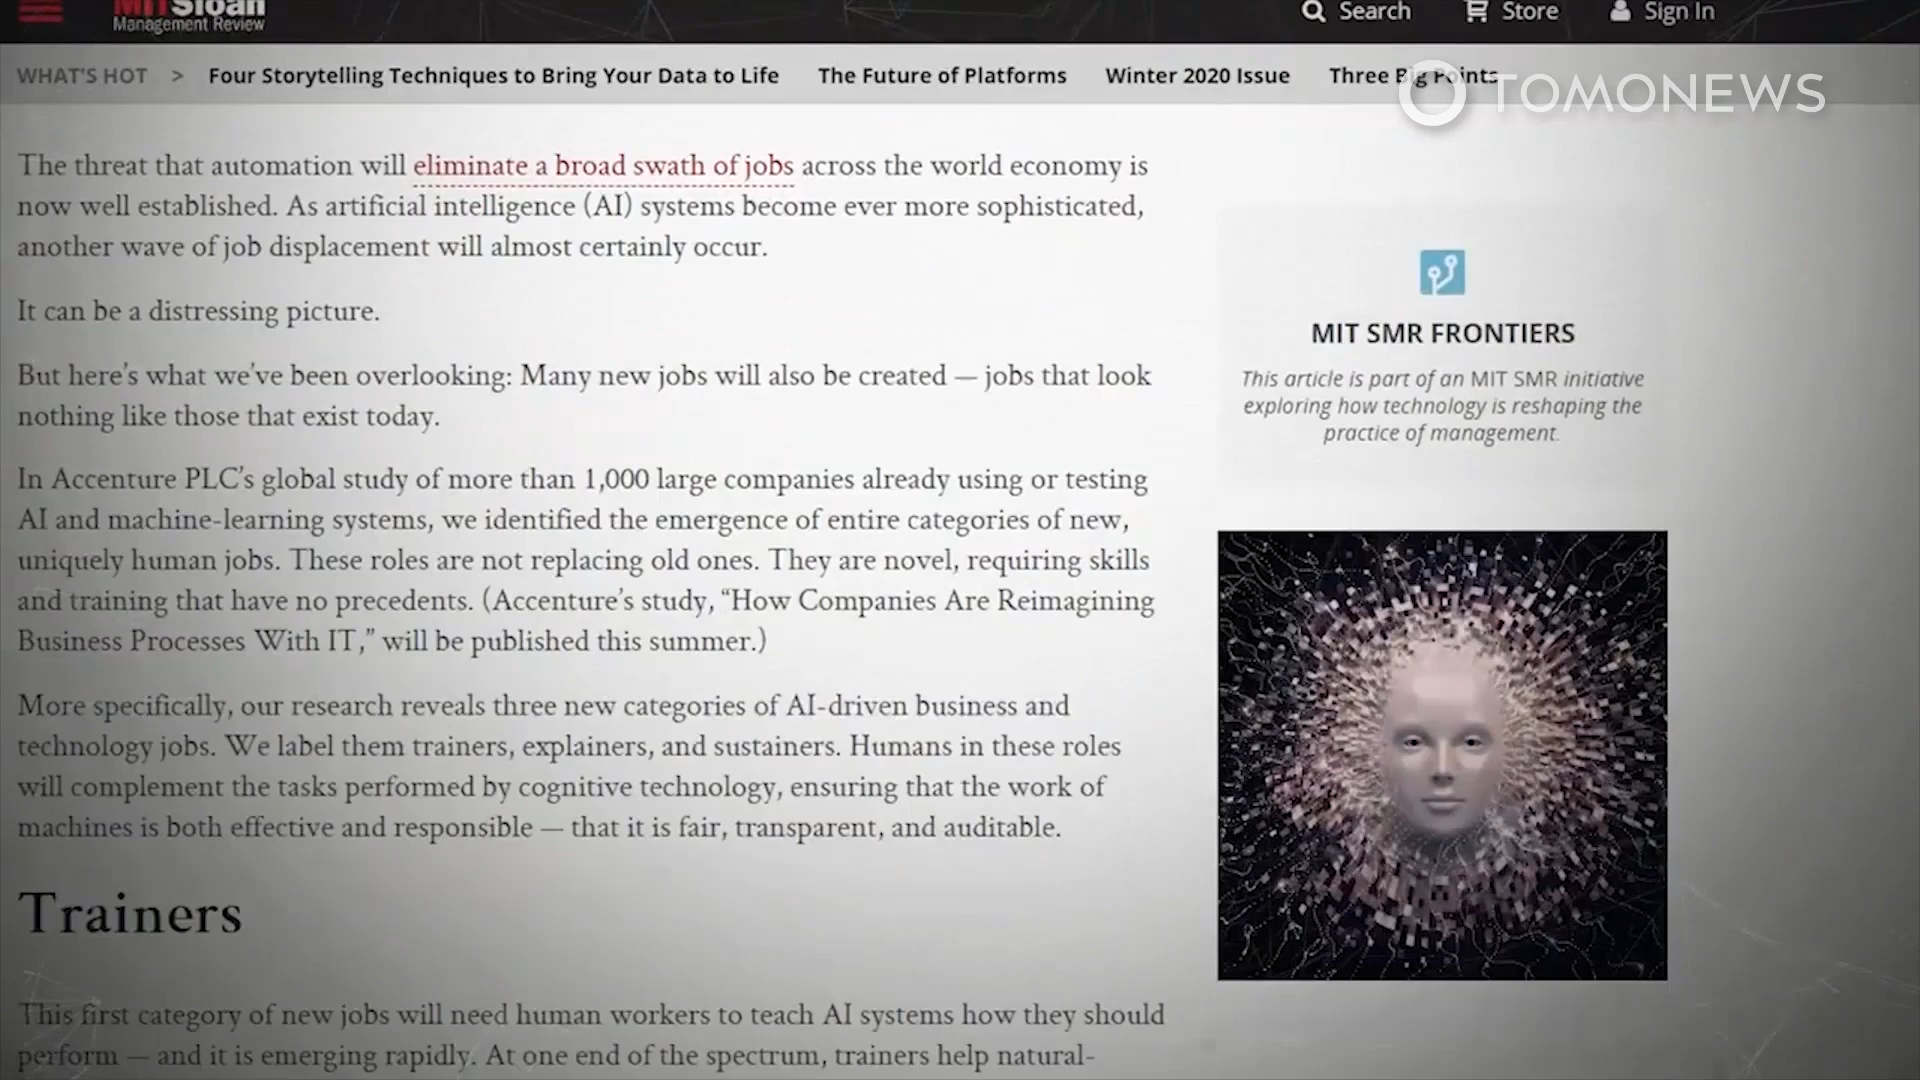 MITSloan
Management Review
Search
Store
Sign In
WHAT'S HOT > Four Storytelling Techniques to Bring Your Data to Life The Future of Platforms Winter 2020 Issue Three Big Points
TOMONEWS
The threat that automation will eliminate a broad swath of jobs across the world economy is
now well established. As artificial intelligence (AI) systems become ever more sophisticated,
another wave of job displacement will almost certainly occur.
It can be a distressing picture.
But here's what we've been overlooking: Many new jobs will also be created — jobs that look
nothing like those that exist today.
In Accenture PLC's global study of more than 1,000 large companies already using or testing
AI and machine-learning systems, we identified the emergence of entire categories of new,
uniquely human jobs. These roles are not replacing old ones. They are novel, requiring skills
and training that have no precedents. (Accenture's study, “How Companies Are Reimagining
Business Processes With IT,” will be published this summer.)
More specifically, our research reveals three new categories of AI-driven business and
technology jobs. We label them trainers, explainers, and sustainers. Humans in these roles
will complement the tasks performed by cognitive technology, ensuring that the work of
machines is both effective and responsible — that it is fair, transparent, and auditable.
Trainers
This first category of new jobs will need human workers to teach AI systems how they should
perform — and it is emerging rapidly. At one end of the spectrum, trainers help natural-
MIT SMR FRONTIERS
This article is part of an MIT SMR initiative
exploring how technology is reshaping the
practice of management.